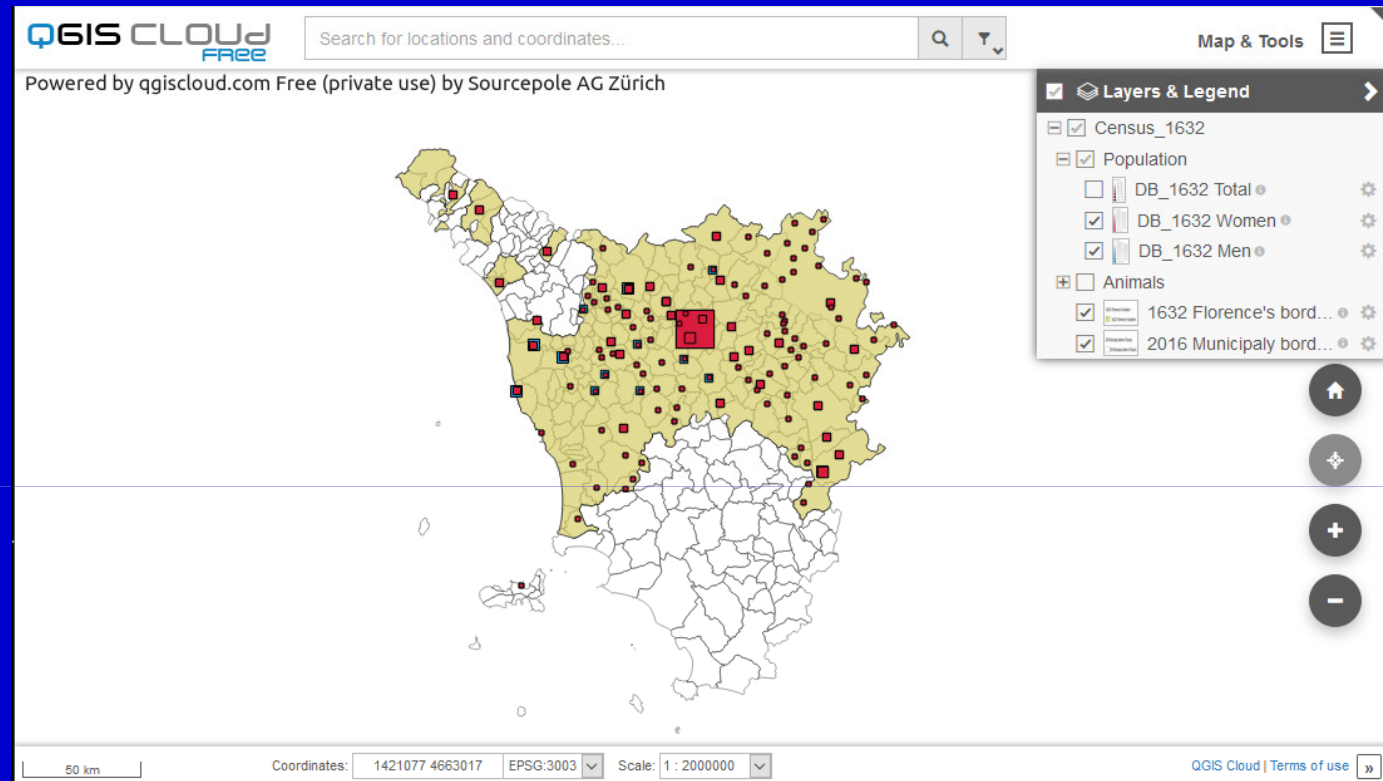 QGIS CLOUD
FREE
Search for locations and coordinates...
Map & Tools
Powered by qgiscloud.com Free (private use) by Sourcepole AG Zürich
Layers & Legend
Census_1632
Population
DB_1632 Total
DB_1632 Women
DB_1632 Men
Animals
1632 Florence's bord...
2016 Municipaly bord...
50 km
Coordinates: 1421077 4663017 EPSG:3003 Scale: 1 : 2000000
QGIS Cloud | Terms of use »